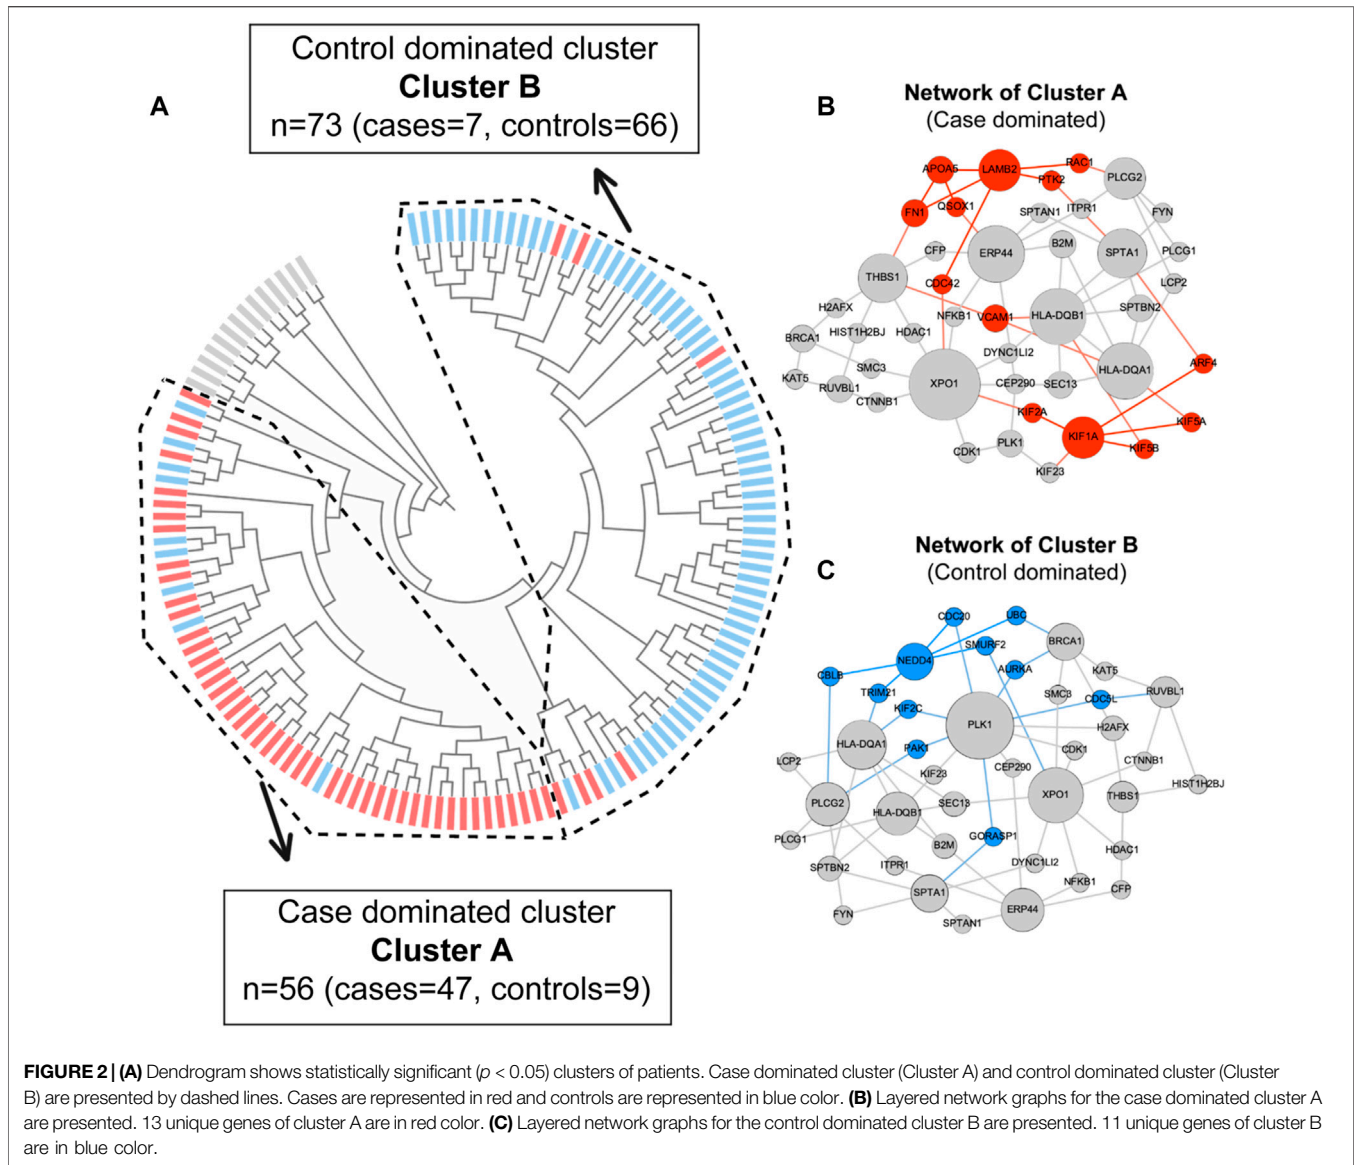 Control dominated cluster
Cluster B
n=73 (cases=7, controls=66)
A
Case dominated cluster
Cluster A
n=56 (cases=47, controls=9)
B
Network of Cluster A
(Case dominated)
APOA5
LAMB2
RAC1
PTK2
PLCG2
FN1
QSOX1
SPTAN1
ITPR1
FYN
CFP
ERP44
B2M
SPTA1
PLCG1
THBS1
CDC42
LCP2
H2AFX
NFKB1
VCAM1
HLA-DQB1
SPTBN2
BRCA1
HIST1H2BJ
HDAC1
DYNC1LI2
SMC3
HLA-DQA1
ARF4
KAT5
RUVBL1
XPO1
CEP290
SEC13
CTNNB1
KIF2A
KIF5A
CDK1
PLK1
KIF1A
KIF5B
KIF23
C
Network of Cluster B
(Control dominated)
CDC20
UBC
SMURF2
BRCA1
NEDD4
AURKA
KAT5
CBLB
TRIM21
SMC3
CDC5L
RUVBL1
KIF2C
PLK1
H2AFX
HLA-DQA1
PAK1
CDK1
LCP2
KIF23
CEP290
CTNNB1
HIST1H2BJ
PLCG2
HLA-DQB1
SEC13
XPO1
THBS1
PLCG1
GORASP1
B2M
HDAC1
SPTBN2
ITPR1
DYNC1LI2
SPTA1
NFKB1
CFP
FYN
SPTAN1
ERP44
FIGURE 2 | (A) Dendrogram shows statistically significant (p < 0.05) clusters of patients. Case dominated cluster (Cluster A) and control dominated cluster (Cluster
B) are presented by dashed lines. Cases are represented in red and controls are represented in blue color. (B) Layered network graphs for the case dominated cluster A
are presented. 13 unique genes of cluster A are in red color. (C) Layered network graphs for the control dominated cluster B are presented. 11 unique genes of cluster B
are in blue color.